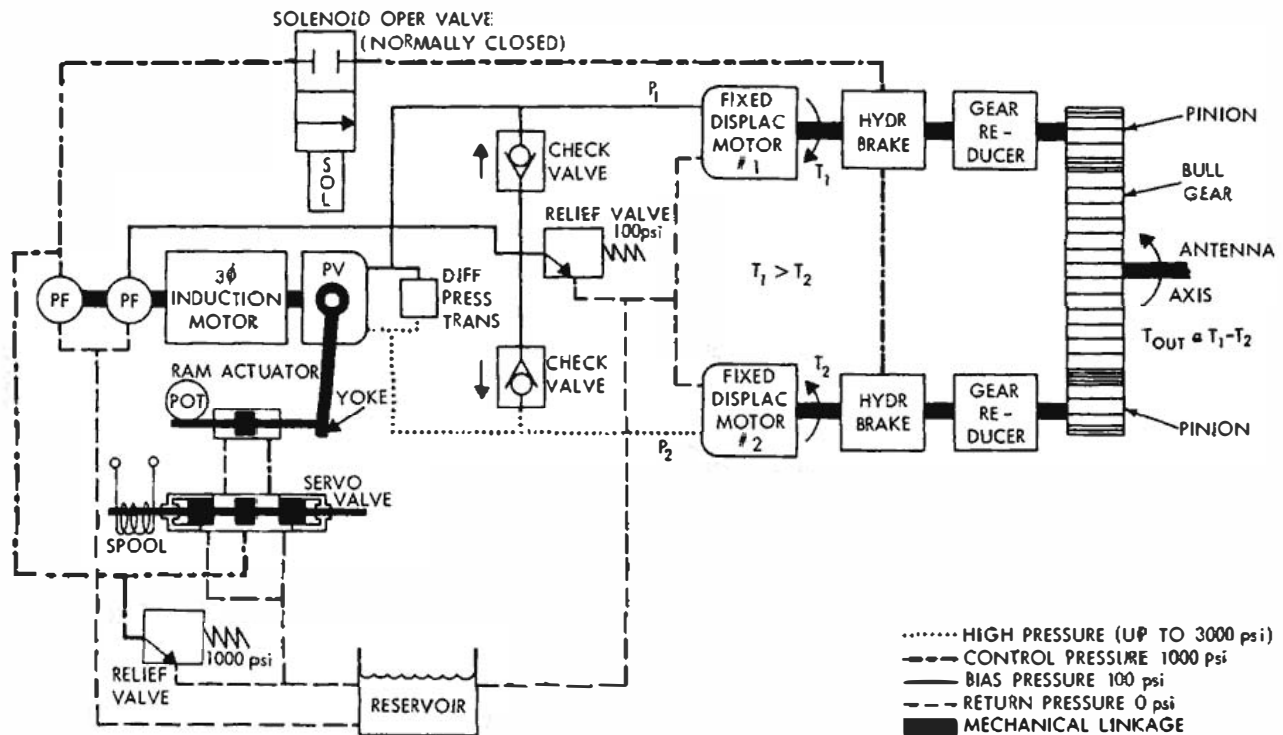 SOLENOID OPER VALVE
(NORMALLY CLOSED)
SOL
P1
FIXED
DISPLAC
MOTOR
#1
T1
HYDR
BRAKE
GEAR
RE-
DUCER
PINION
BULL
GEAR
CHECK
VALVE
RELIEF VALVE
100psi
T1 > T2
ANTENNA
AXIS
TOUT α T1-T2
PF
PF
3ϕ
INDUCTION
MOTOR
PV
DIFF
PRESS
TRANS
CHECK
VALVE
RAM ACTUATOR
POT
YOKE
P2
FIXED
DISPLAC
MOTOR
#2
T2
HYDR
BRAKE
GEAR
RE-
DUCER
PINION
SERVO
VALVE
SPOOL
RELIEF
VALVE
1000 psi
RESERVOIR
HIGH PRESSURE (UP TO 3000 psi)
CONTROL PRESSURE 1000 psi
BIAS PRESSURE 100 psi
RETURN PRESSURE 0 psi
MECHANICAL LINKAGE